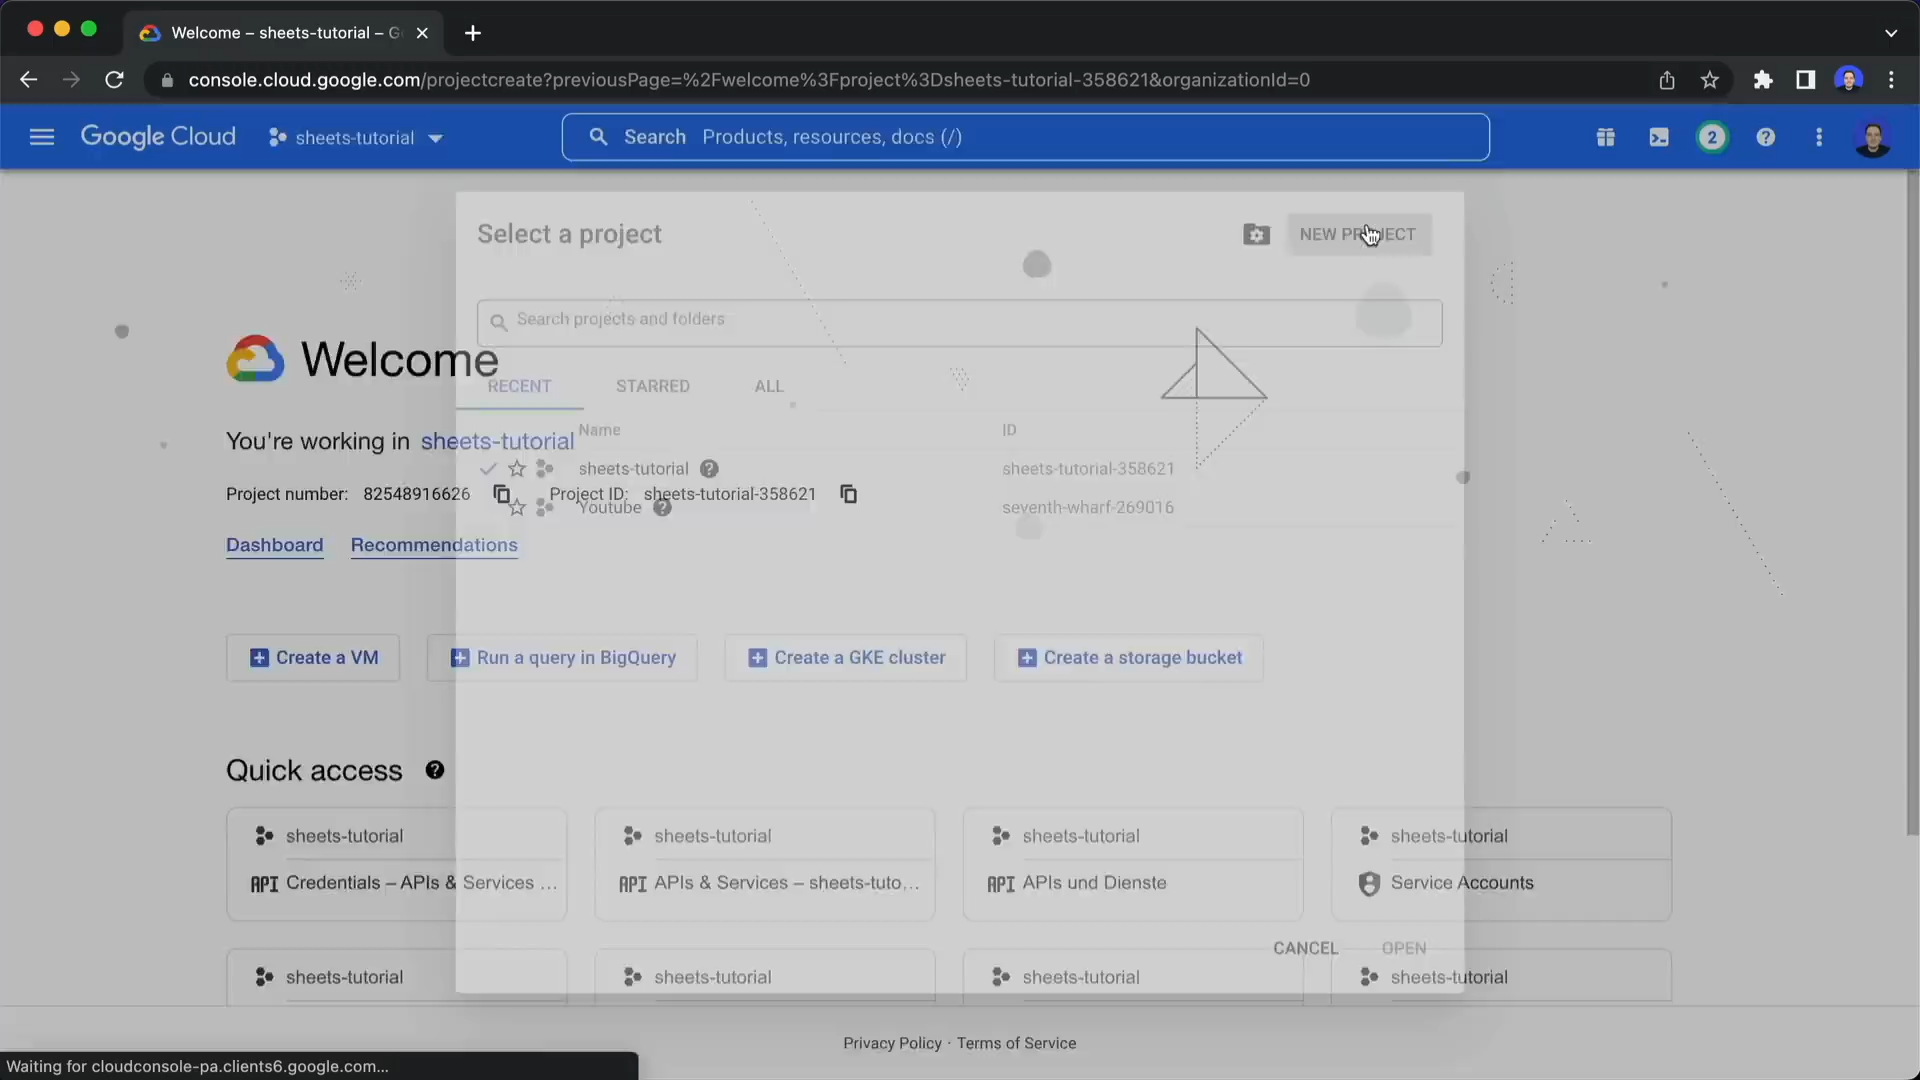 Welcome – sheets-tutorial – G
console.cloud.google.com/projectcreate?previousPage=%2Fwelcome%3Fproject%3Dsheets-tutorial-358621&organizationId=0
Google Cloud
sheets-tutorial
Search Products, resources, docs (/)
2
Select a project
NEW PROJECT
Search projects and folders
Welcome
RECENT
STARRED
ALL
You're working in sheets-tutorial
Name
ID
sheets-tutorial
sheets-tutorial-358621
Project number: 82548916626
Project ID: sheets-tutorial-358621
Youtube
seventh-wharf-269016
Dashboard
Recommendations
Create a VM
Run a query in BigQuery
Create a GKE cluster
Create a storage bucket
Quick access
sheets-tutorial
sheets-tutorial
sheets-tutorial
sheets-tutorial
API Credentials – APIs & Services ...
API APIs & Services – sheets-tuto...
API APIs und Dienste
Service Accounts
CANCEL
OPEN
sheets-tutorial
sheets-tutorial
sheets-tutorial
sheets-tutorial
Privacy Policy · Terms of Service
Waiting for cloudconsole-pa.clients6.google.com...